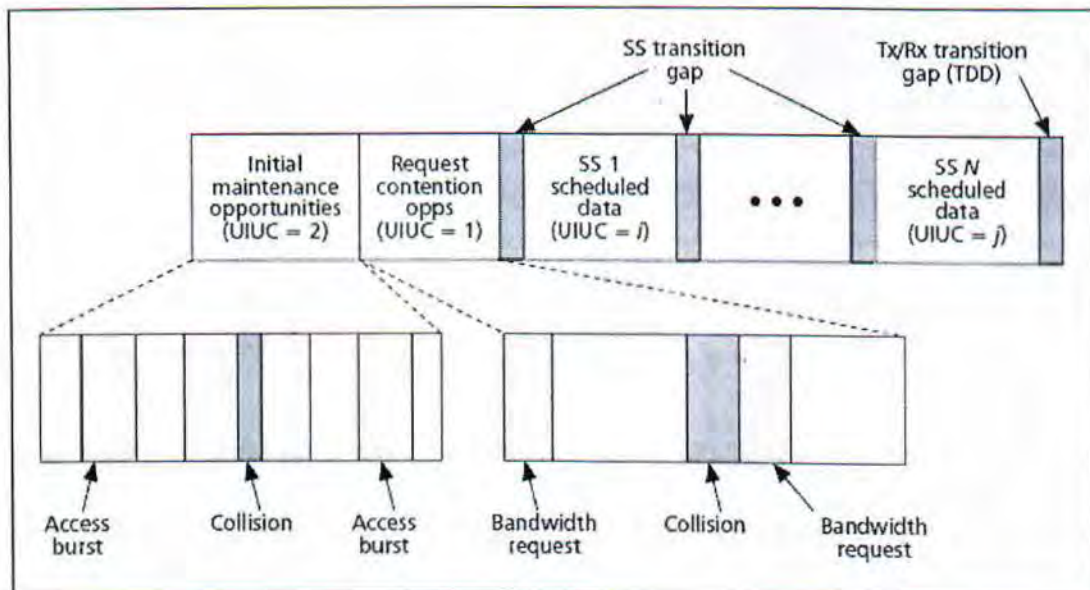 SS transition
gap
Tx/Rx transition
gap (TDD)
Initial
maintenance
opportunities
(UIUC = 2)
Request
contention
opps
(UIUC = 1)
SS 1
scheduled
data
(UIUC = i)
• • •
SS N
scheduled
data
(UIUC = j)
Access
burst
Collision
Access
burst
Bandwidth
request
Collision
Bandwidth
request